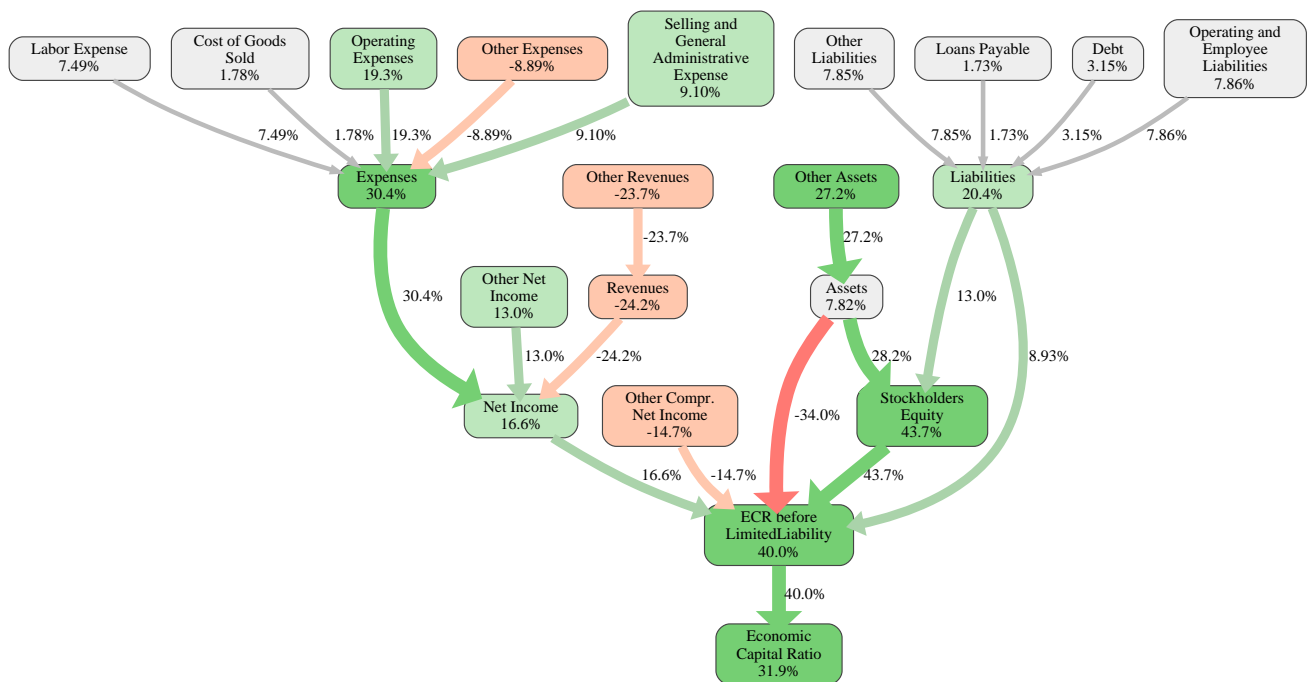 Labor Expense
7.49%
Cost of Goods
Sold
1.78%
Operating
Expenses
19.3%
Other Expenses
-8.89%
Selling and
General
Administrative
Expense
9.10%
Other
Liabilities
7.85%
Loans Payable
1.73%
Debt
3.15%
Operating and
Employee
Liabilities
7.86%
7.49%
1.78%
19.3%
-8.89%
9.10%
7.85%
1.73%
3.15%
7.86%
Expenses
30.4%
Other Revenues
-23.7%
Other Assets
27.2%
Liabilities
20.4%
-23.7%
27.2%
30.4%
Other Net
Income
13.0%
Revenues
-24.2%
Assets
7.82%
13.0%
13.0%
-24.2%
28.2%
8.93%
Net Income
16.6%
Other Compr.
Net Income
-14.7%
-34.0%
Stockholders
Equity
43.7%
16.6%
-14.7%
43.7%
ECR before
LimitedLiability
40.0%
40.0%
Economic
Capital Ratio
31.9%